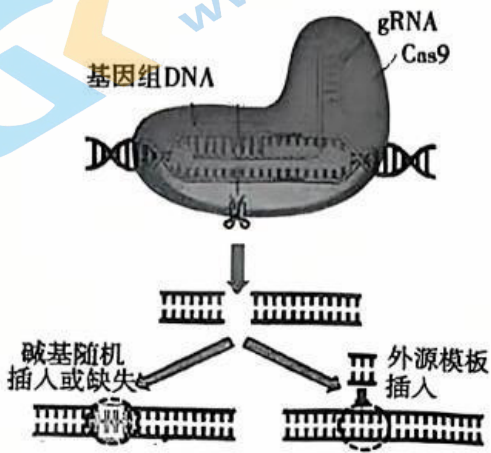 gRNA
Cas9
基因组DNA
碱基随机
插入或缺失
外源模板
插入